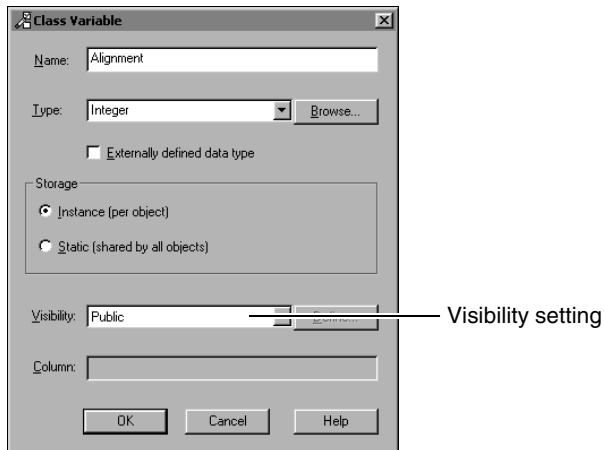 Class Variable
Name: Alignment
Type: Integer Browse...
Externally defined data type
Storage
Instance (per object)
Static (shared by all objects)
Visibility: Public Define... Visibility setting
Column:
OK Cancel Help